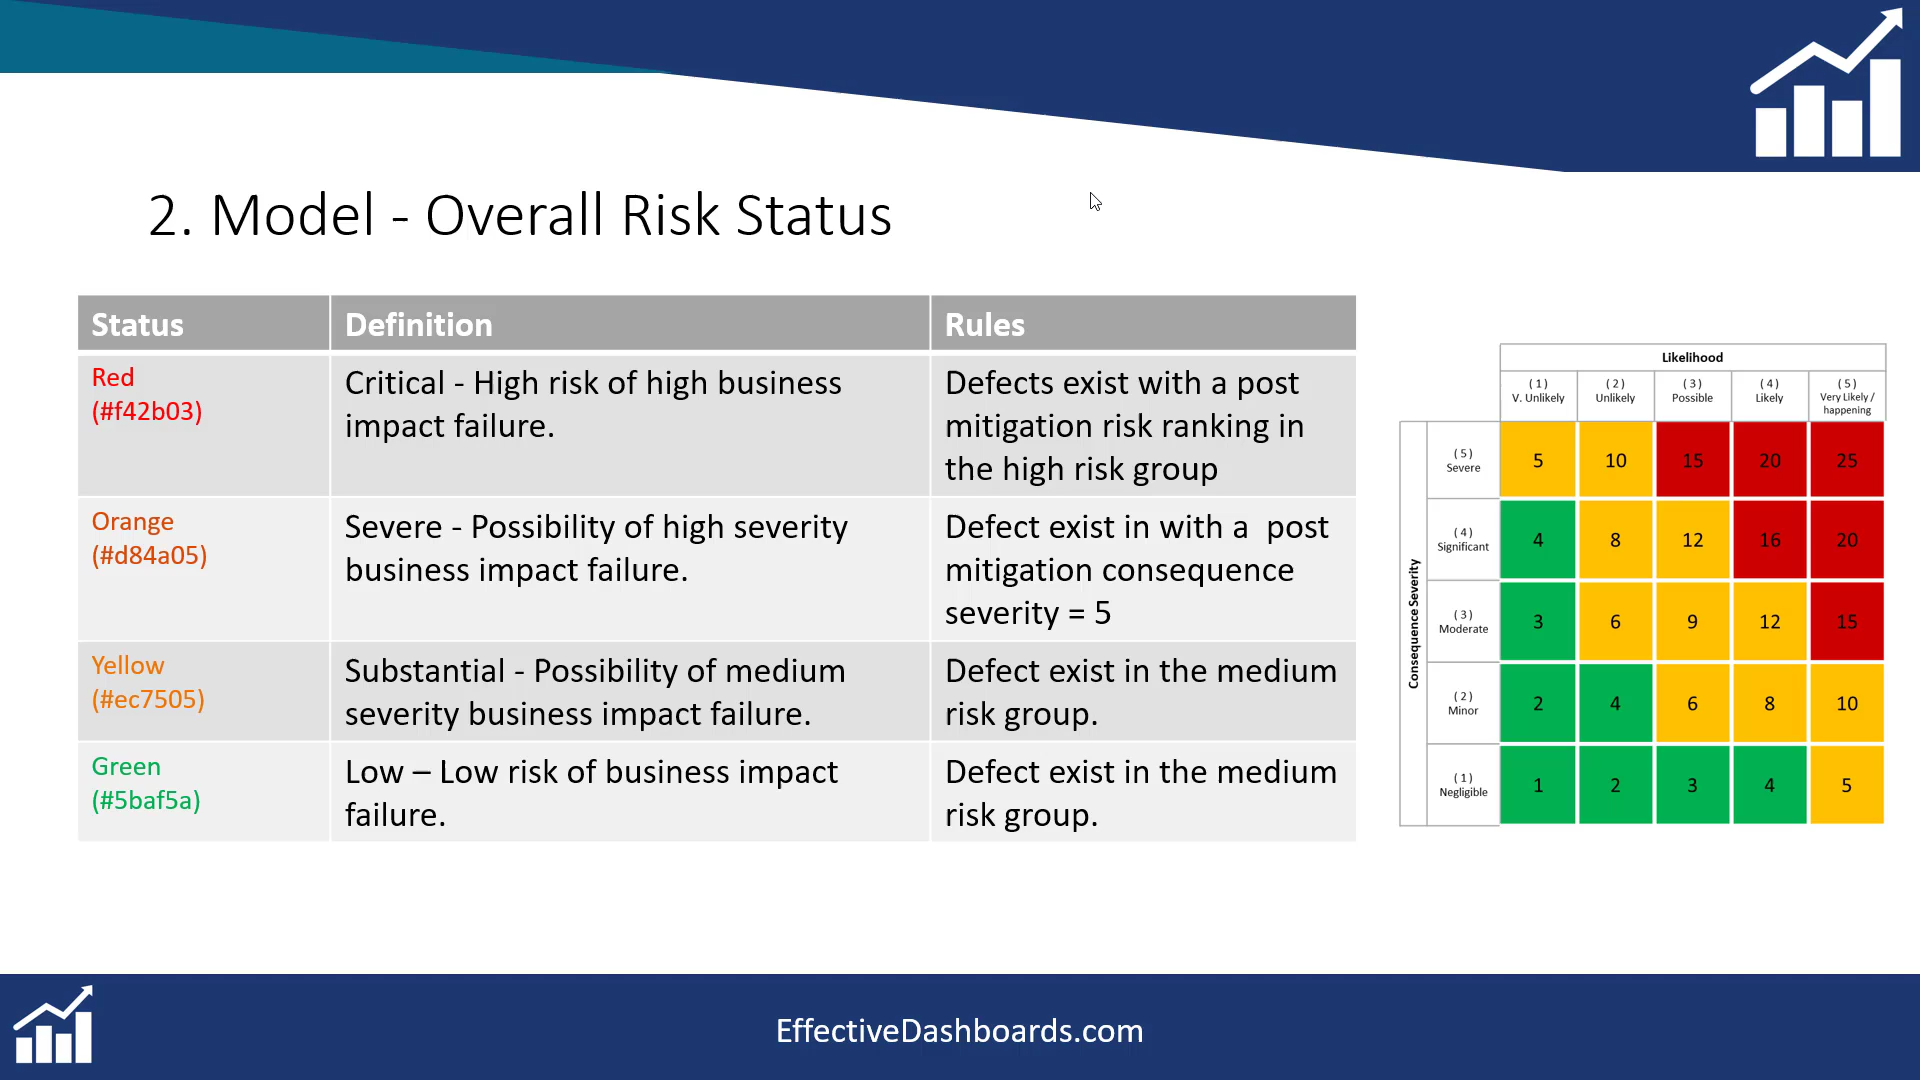 2. Model - Overall Risk Status
Status
Definition
Rules
Red
(#f42b03)
Critical - High risk of high business
impact failure.
Defects exist with a post
mitigation risk ranking in
the high risk group
Orange
(#d84a05)
Severe - Possibility of high severity
business impact failure.
Defect exist in with a  post
mitigation consequence
severity = 5
Yellow
(#ec7505)
Substantial - Possibility of medium
severity business impact failure.
Defect exist in the medium
risk group.
Green
(#5baf5a)
Low – Low risk of business impact
failure.
Defect exist in the medium
risk group.
Likelihood
( 1 )
V. Unlikely
( 2 )
Unlikely
( 3 )
Possible
( 4 )
Likely
( 5 )
Very Likely /
happening
Consequence Severity
( 5 )
Severe
5 10 15 20 25
( 4 )
Significant
4 8 12 16 20
( 3 )
Moderate
3 6 9 12 15
( 2 )
Minor
2 4 6 8 10
( 1 )
Negligible
1 2 3 4 5
EffectiveDashboards.com